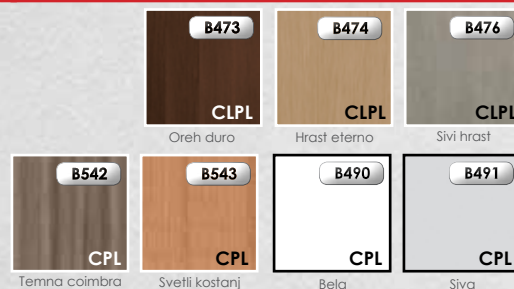 B473 B474 B476
CLPL CLPL CLPL
Oreh duro Hrast eterno Sivi hrast
B542 B543 B490 B491
CPL CPL CPL CPL
Temna coimbra Svetli kostanj Bela Siva